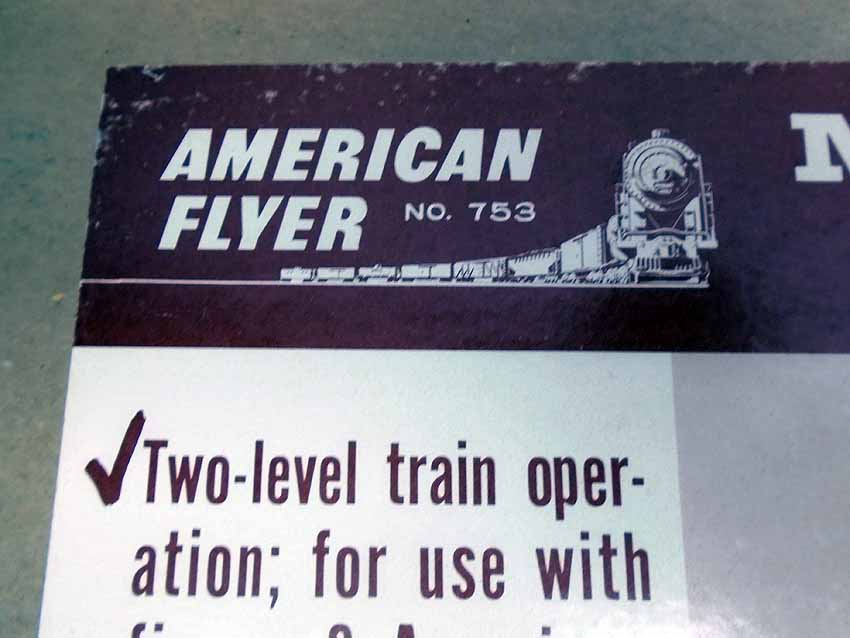 AMERICAN
FLYER NO. 753
Two-level train oper-
ation; for use with